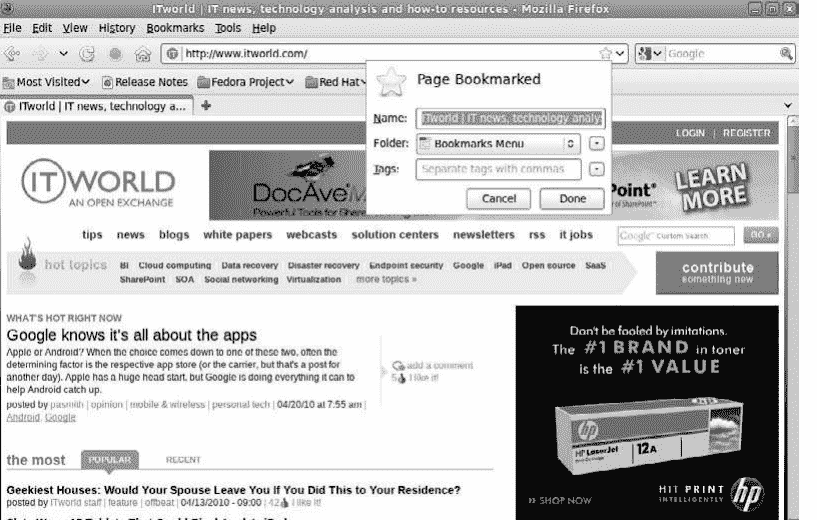 ITworld | IT news, technology analysis and how-to resources - Mozilla Firefox
File Edit View History Bookmarks Tools Help
http://www.itworld.com/
Google
Most Visited Release Notes Fedora Project Red Hat
ITworld | IT news, technology a...
Page Bookmarked
Name: ITworld | IT news, technology analy
Folder: Bookmarks Menu
Tags: Separate tags with commas
Cancel Done
LOGIN | REGISTER
ITWORLD
AN OPEN EXCHANGE
DocAve
Powerful Tools for Share
Point
of SharePoint
LEARN
MORE
tips news blogs white papers webcasts solution centers newsletters rss it jobs
Google Custom Search
GO »
hot topics
BI Cloud computing Data recovery Disaster recovery Endpoint security Google iPad Open source SaaS
SharePoint SOA Social networking Virtualization more topics »
contribute
something new
WHAT'S HOT RIGHT NOW
Google knows it's all about the apps
Apple or Android? When the choice comes down to one of these two, often the
determining factor is the respective app store (or the carrier, but that's a post for
another day). Apple has a huge head start, but Google is doing everything it can to
help Android catch up.
posted by pasmith | opinion | mobile & wireless | personal tech | 04/20/10 at 7:55 am |
Android, Google
add a comment
5 I like it!
Don't be fooled by imitations.
The #1 BRAND in toner
is the #1 VALUE
hp
HP LaserJet
12A
» SHOP NOW
HIT PRINT
INTELLIGENTLY
hp
the most POPULAR RECENT
Geekiest Houses: Would Your Spouse Leave You If You Did This to Your Residence?
posted by ITworld staff | feature | offbeat | 04/13/2010 - 09:00 | 42 I like it!